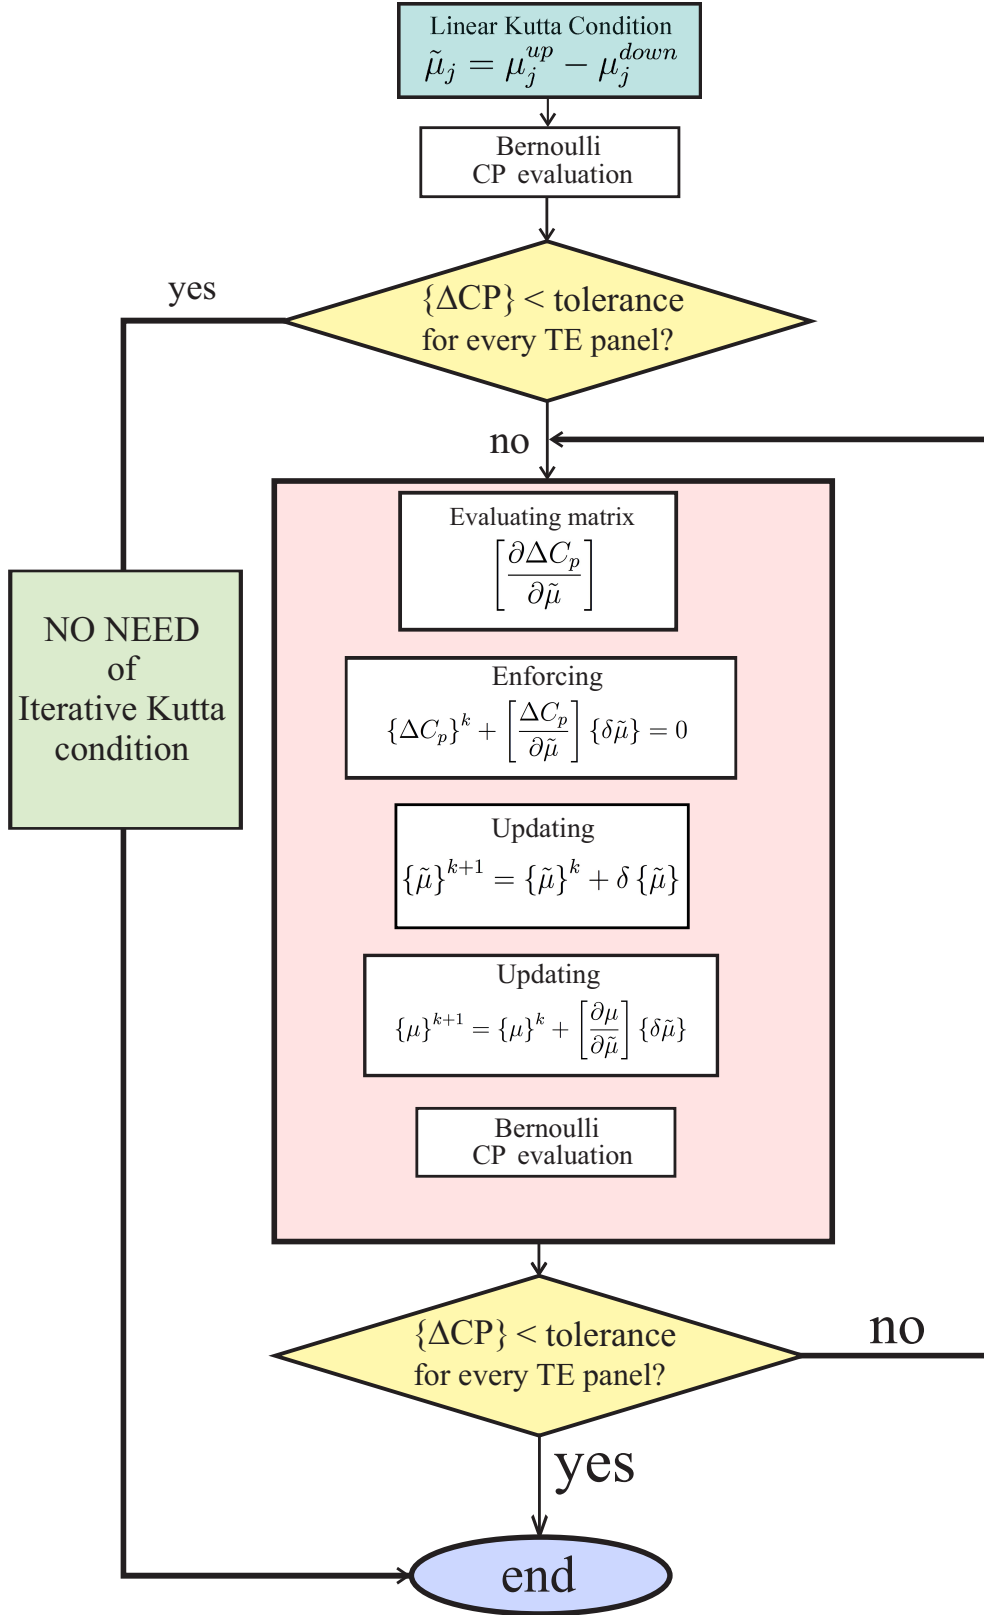 Linear Kutta Condition
μ̃_j = μ_j^{up} − μ_j^{down}
Bernoulli
CP evaluation
yes
{ΔCP} < tolerance
for every TE panel?
no
Evaluating matrix
[∂ΔC_p / ∂μ̃]
NO NEED
of
Iterative Kutta
condition
Enforcing
{ΔC_p}^k + [ΔC_p / ∂μ̃] {δμ̃} = 0
Updating
{μ̃}^{k+1} = {μ̃}^k + δ {μ̃}
Updating
{μ}^{k+1} = {μ}^k + [∂μ / ∂μ̃] {δμ̃}
Bernoulli
CP evaluation
{ΔCP} < tolerance
for every TE panel?
no
yes
end